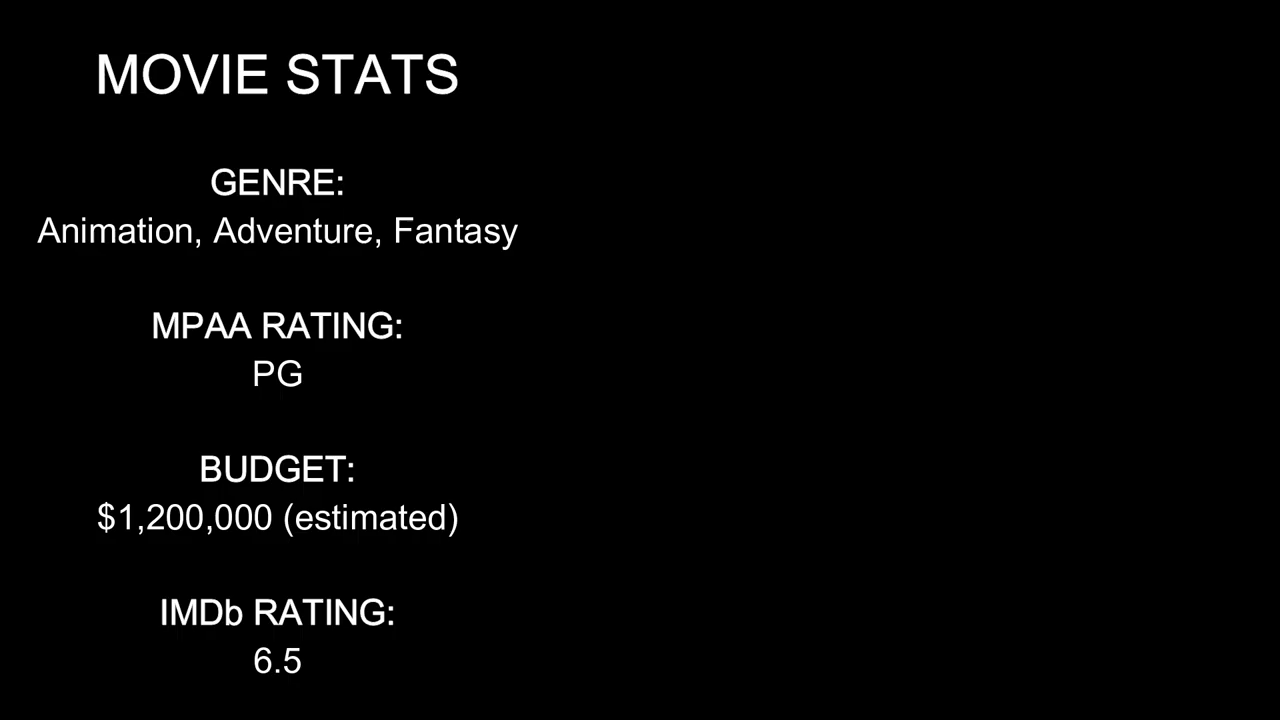 MOVIE STATS
GENRE:
Animation, Adventure, Fantasy
MPAA RATING:
PG
BUDGET:
$1,200,000 (estimated)
IMDb RATING:
6.5